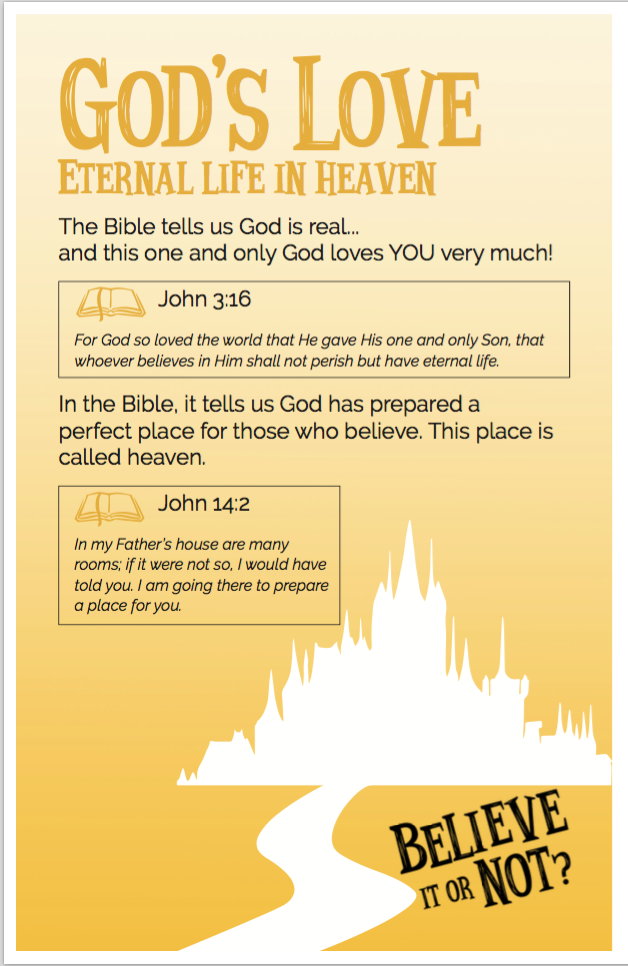 God's Love
Eternal life in Heaven
The Bible tells us God is real...
and this one and only God loves YOU very much!
John 3:16
For God so loved the world that He gave His one and only Son, that
whoever believes in Him shall not perish but have eternal life.
In the Bible, it tells us God has prepared a
perfect place for those who believe. This place is
called heaven.
John 14:2
In my Father's house are many
rooms; if it were not so, I would have
told you. I am going there to prepare
a place for you.
Believe
it or Not?